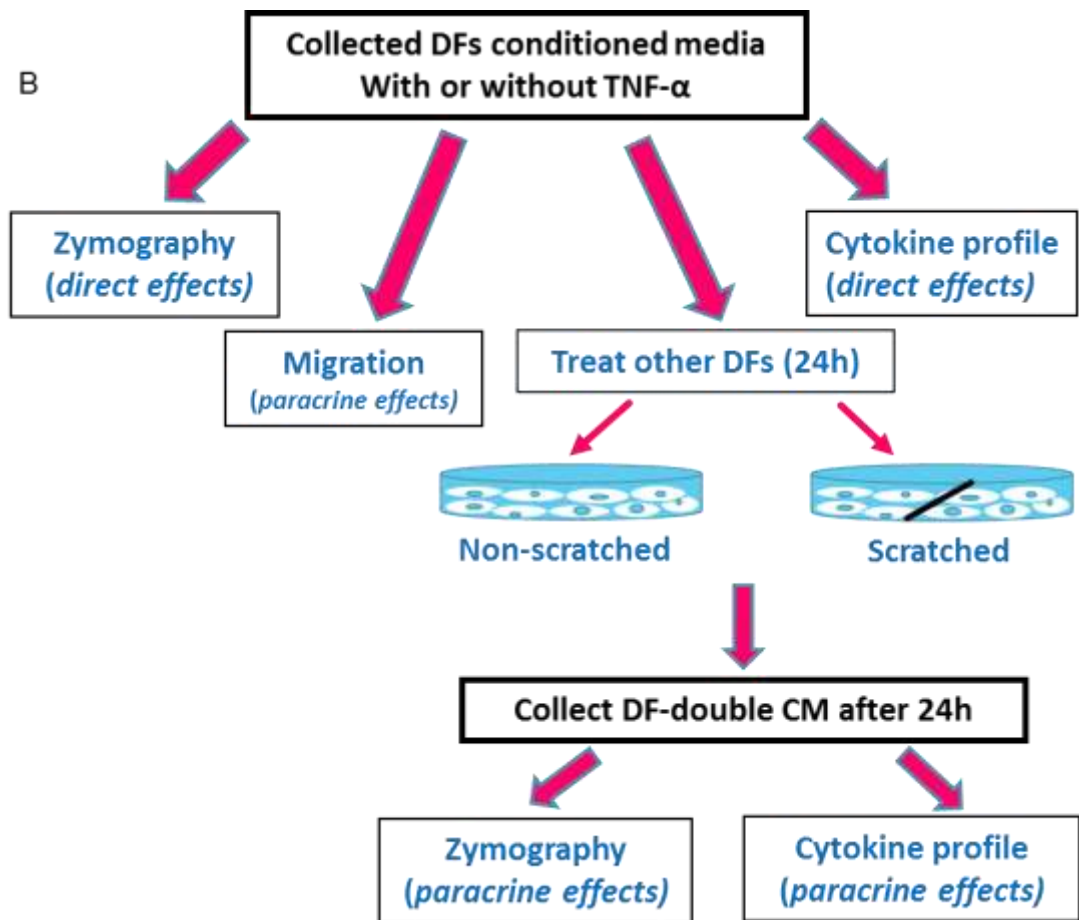 Collected DFs conditioned media
With or without TNF-α
B
Zymography
(direct effects)
Cytokine profile
(direct effects)
Migration
(paracrine effects)
Treat other DFs (24h)
Non-scratched
Scratched
Collect DF-double CM after 24h
Zymography
(paracrine effects)
Cytokine profile
(paracrine effects)